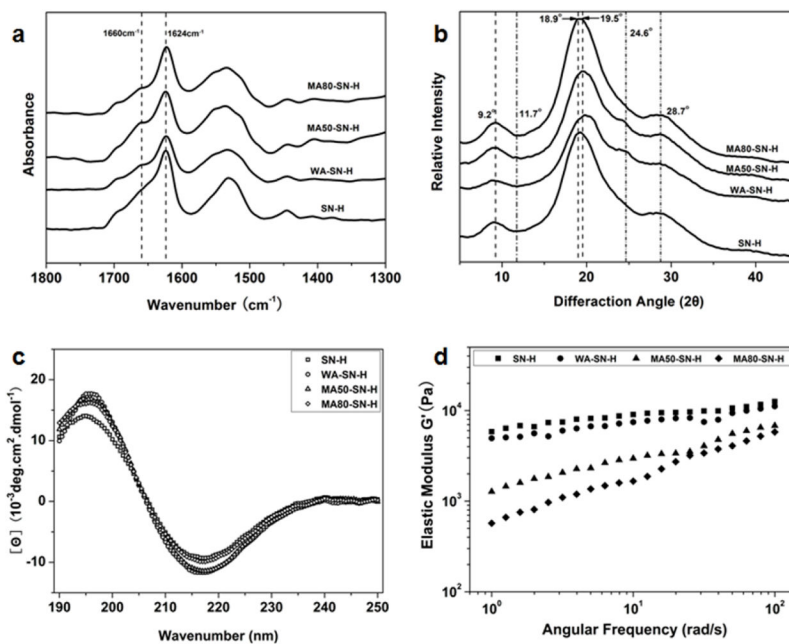 a
1660cm⁻¹
1624cm⁻¹
MA80-SN-H
MA50-SN-H
WA-SN-H
SN-H
Absorbance
1800 1700 1600 1500 1400 1300
Wavenumber (cm⁻¹)
b
18.9°
19.5°
24.6°
9.2°
11.7°
28.7°
MA80-SN-H
MA50-SN-H
WA-SN-H
SN-H
Relative Intensity
10 20 30 40
Differaction Angle (2θ)
c
SN-H
WA-SN-H
MA50-SN-H
MA80-SN-H
20
10
0
-10
[Θ] (10⁻³deg.cm².dmol⁻¹)
190 200 210 220 230 240 250
Wavenumber (nm)
d
SN-H WA-SN-H MA50-SN-H MA80-SN-H
10⁴
10³
10²
Elastic Modulus G' (Pa)
10⁰ 10¹ 10²
Angular Frequency (rad/s)